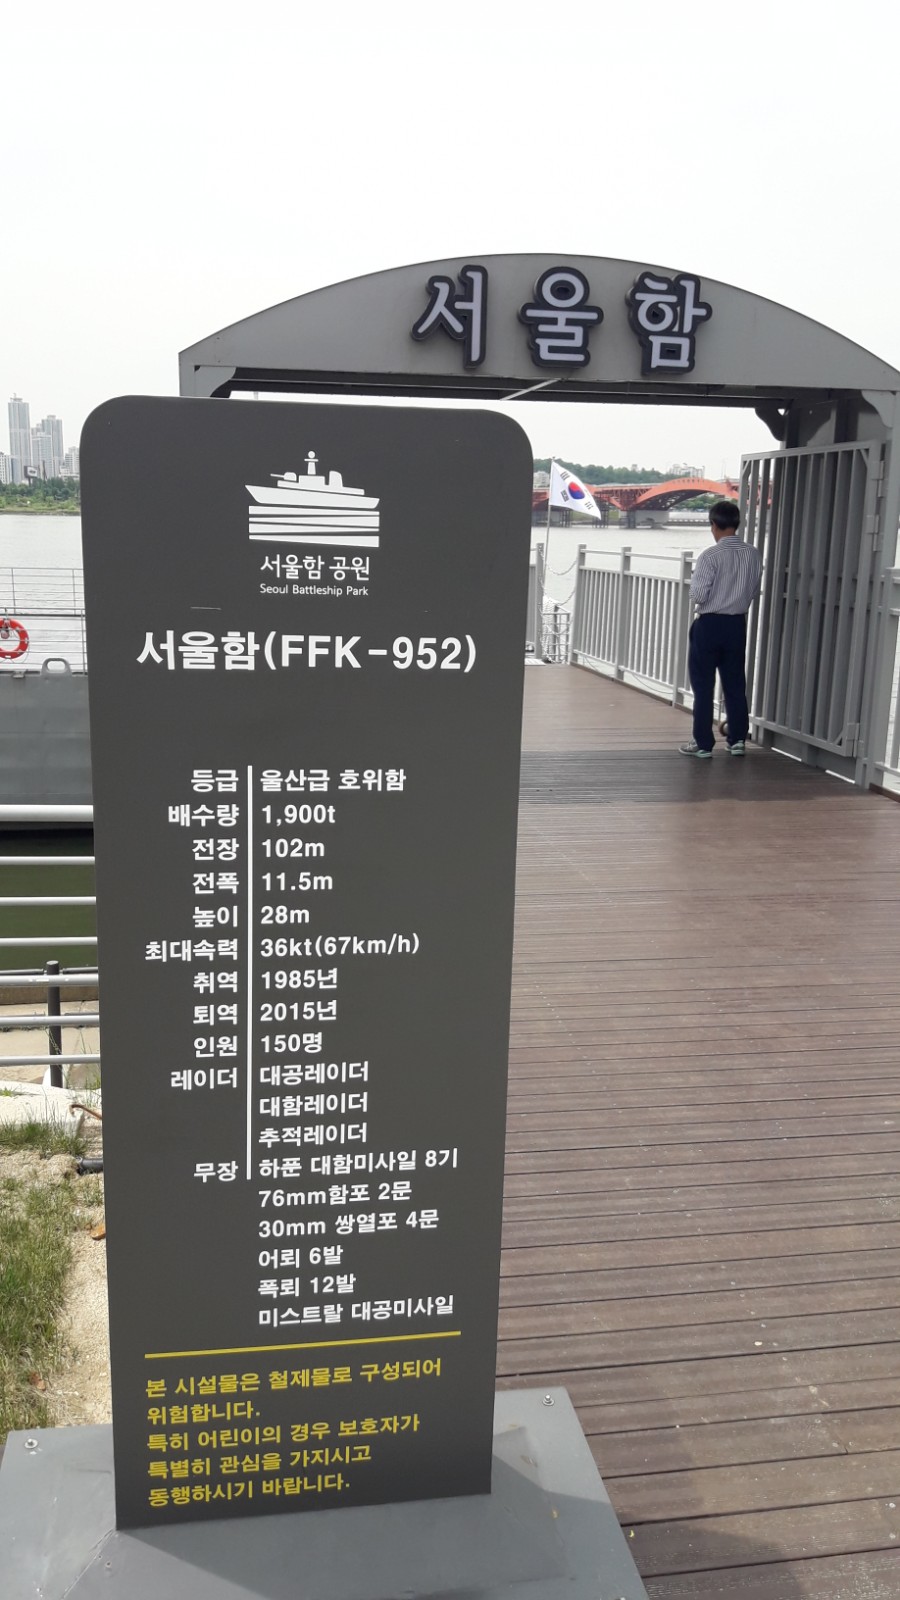 서울함
서울함 공원
Seoul Battleship Park
서울함(FFK-952)
등급 울산급 호위함
배수량 1,900t
전장 102m
전폭 11.5m
높이 28m
최대속력 36kt(67km/h)
취역 1985년
퇴역 2015년
인원 150명
레이더 대공레이더
대함레이더
추적레이더
무장 하푼 대함미사일 8기
76mm함포 2문
30mm 쌍열포 4문
어뢰 6발
폭뢰 12발
미스트랄 대공미사일
본 시설물은 철제물로 구성되어
위험합니다.
특히 어린이의 경우 보호자가
특별히 관심을 가지시고
동행하시기 바랍니다.